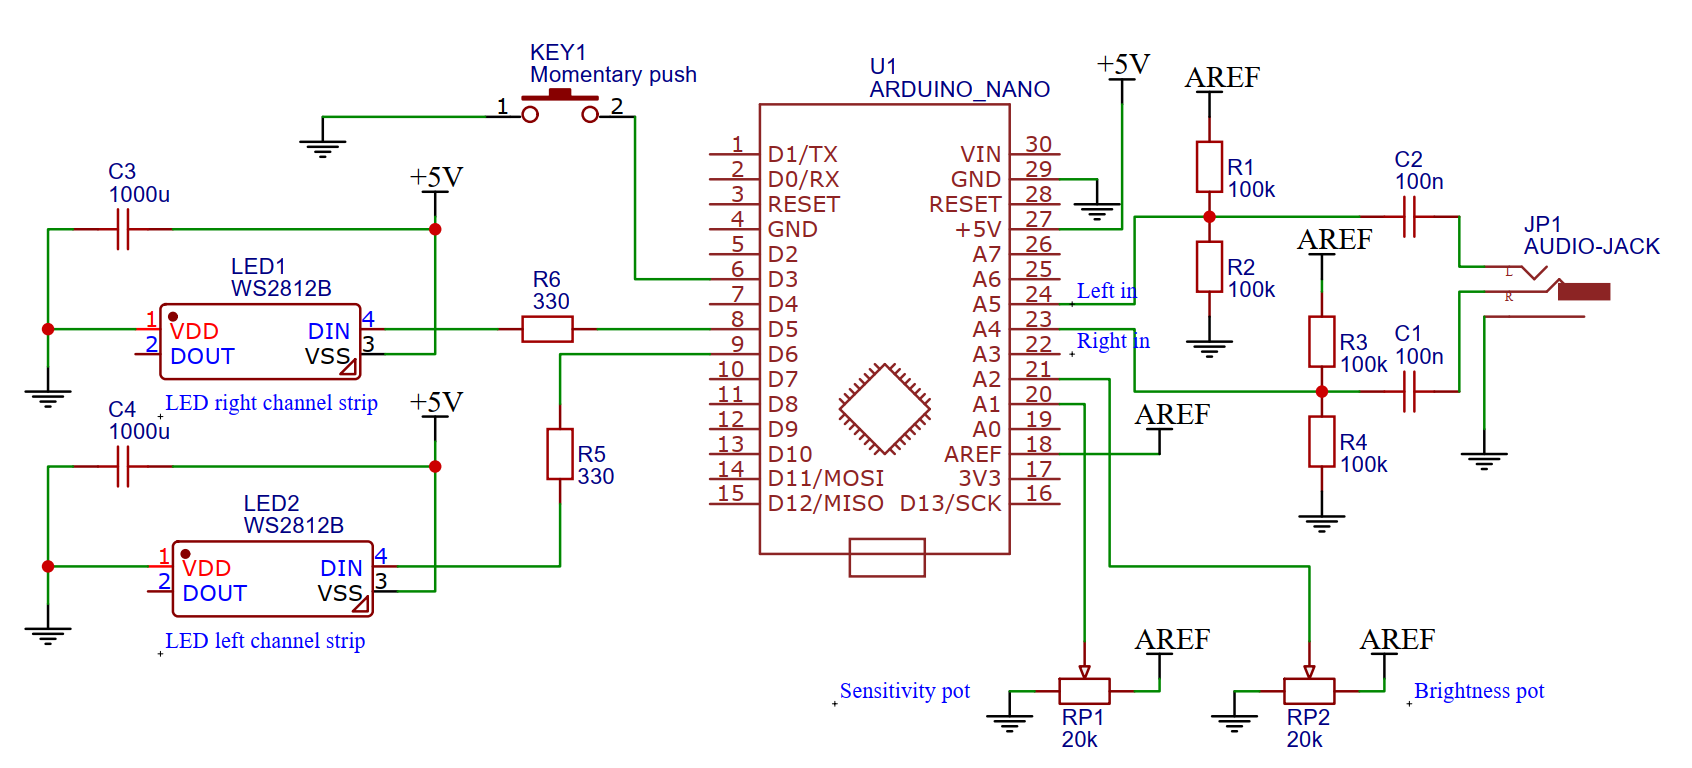 KEY1
Momentary push
1
2
C3
1000u
+5V
LED1
WS2812B
1
VDD
DIN
4
2
DOUT
VSS
3
LED right channel strip
R6
330
C4
1000u
+5V
LED2
WS2812B
1
VDD
DIN
4
2
DOUT
VSS
3
LED left channel strip
R5
330
U1
ARDUINO_NANO
1
D1/TX
VIN
30
2
D0/RX
GND
29
3
RESET
RESET
28
4
GND
+5V
27
5
D2
A7
26
6
D3
A6
25
7
D4
A5
24
8
D5
A4
23
9
D6
A3
22
10
D7
A2
21
11
D8
A1
20
12
D9
A0
19
13
D10
AREF
18
14
D11/MOSI
3V3
17
15
D12/MISO
D13/SCK
16
+5V
AREF
R1
100k
R2
100k
Left in
Right in
AREF
R3
100k
R4
100k
C2
100n
C1
100n
JP1
AUDIO-JACK
L
R
AREF
Sensitivity pot
AREF
RP1
20k
AREF
RP2
20k
Brightness pot